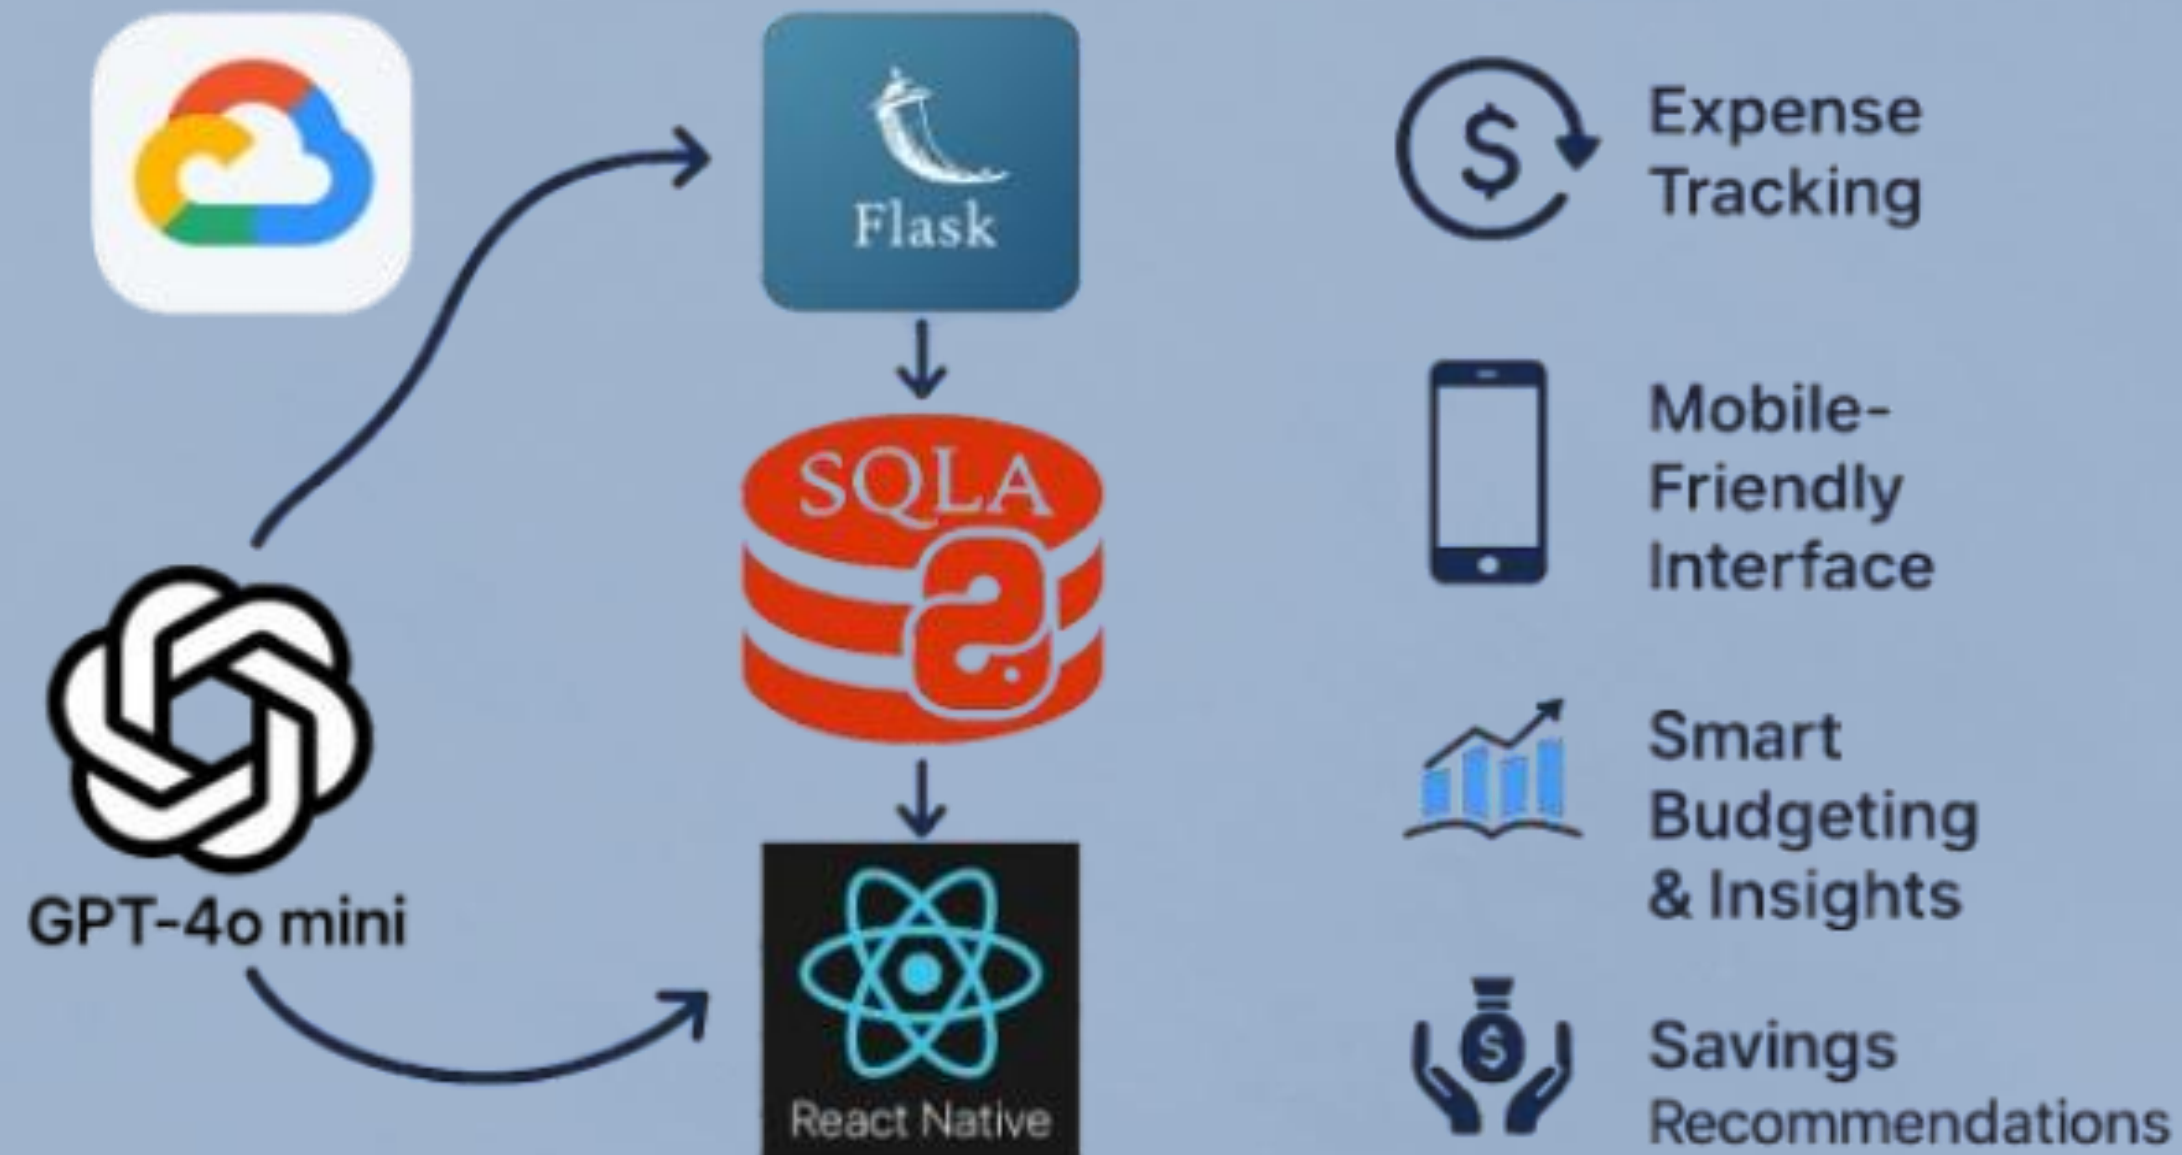 Flask
SQLA
GPT-4o mini
React Native
Expense
Tracking
Mobile-
Friendly
Interface
Smart
Budgeting
& Insights
Savings
Recommendations